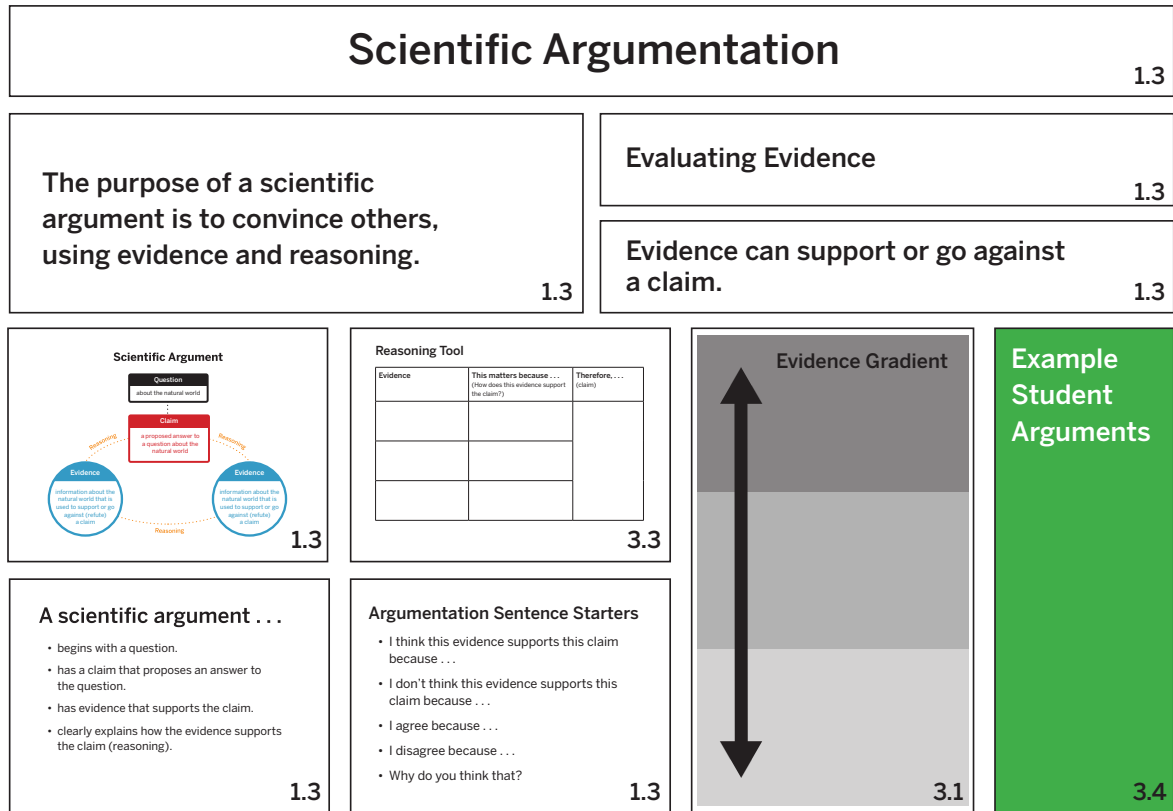 Scientific Argumentation
1.3
The purpose of a scientific
argument is to convince others,
using evidence and reasoning.
1.3
Evaluating Evidence
1.3
Evidence can support or go against
a claim.
1.3
Scientific Argument
Question
about the natural world
Claim
a proposed answer to
a question about the
natural world
Reasoning
Reasoning
Evidence
information about the
natural world that is
used to support or go
against (refute)
a claim
Evidence
information about the
natural world that is
used to support or go
against (refute)
a claim
Reasoning
1.3
Reasoning Tool
Evidence
This matters because . . .
(How does this evidence support
the claim?)
Therefore, . . .
(claim)
3.3
Evidence Gradient
3.1
Example
Student
Arguments
3.4
A scientific argument . . .
• begins with a question.
• has a claim that proposes an answer to
the question.
• has evidence that supports the claim.
• clearly explains how the evidence supports
the claim (reasoning).
1.3
Argumentation Sentence Starters
• I think this evidence supports this claim
because . . .
• I don't think this evidence supports this
claim because . . .
• I agree because . . .
• I disagree because . . .
• Why do you think that?
1.3